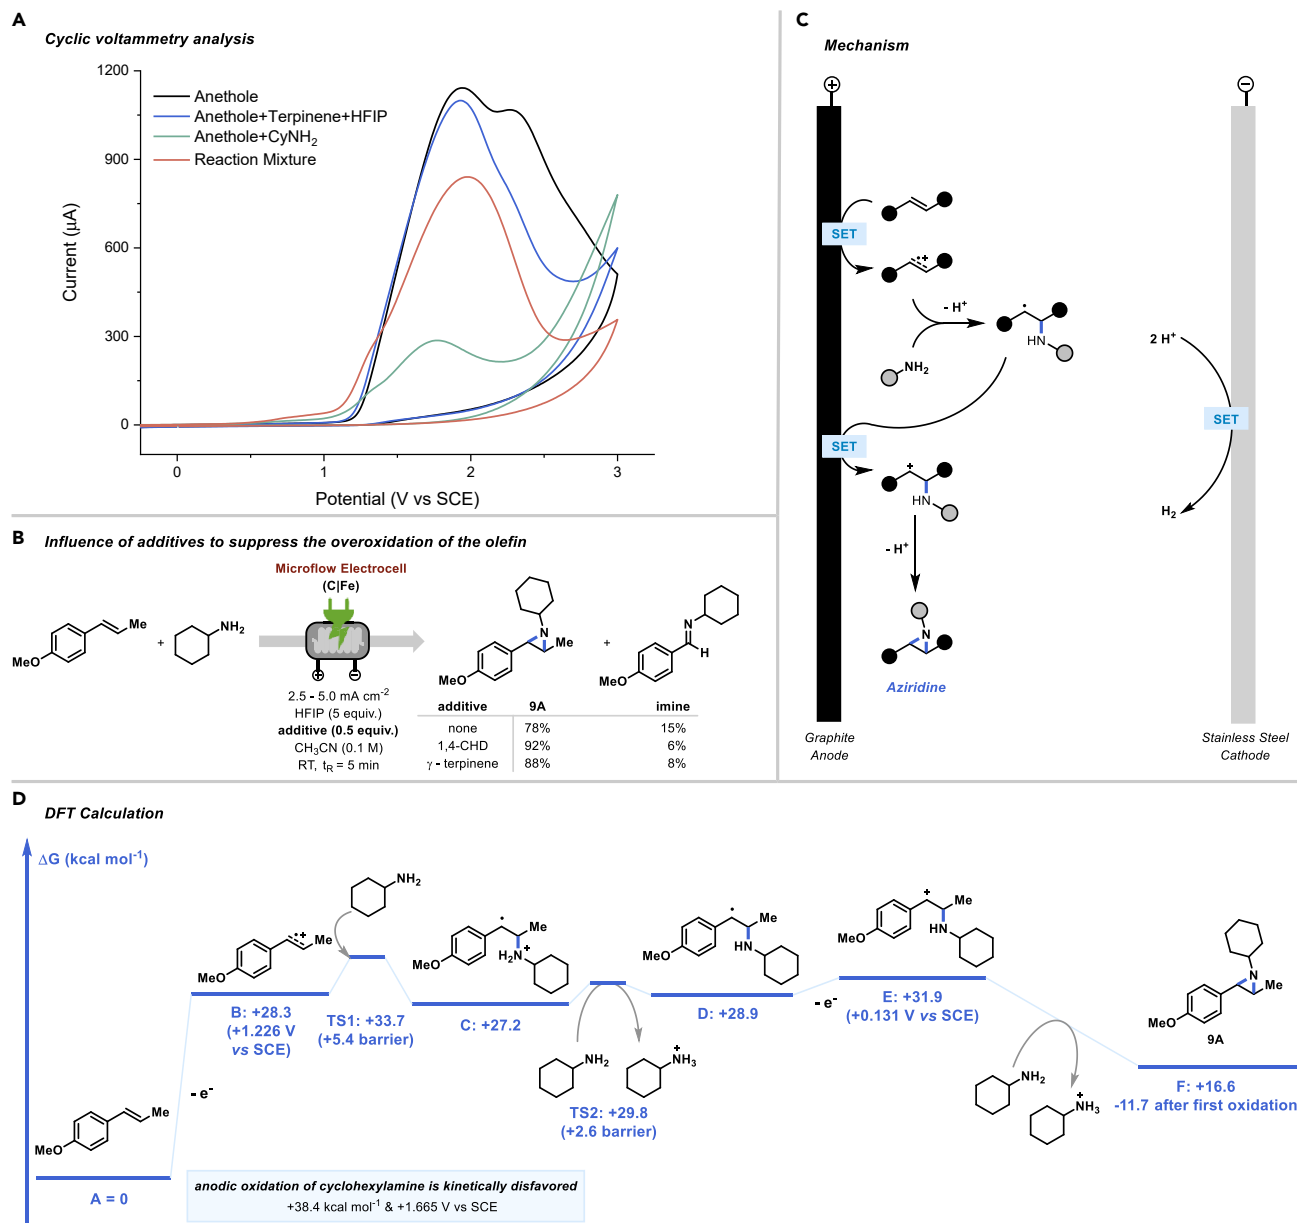 A
Cyclic voltammetry analysis
1200
900
600
300
0
Current (μA)
Anethole
Anethole+Terpinene+HFIP
Anethole+CyNH2
Reaction Mixture
0
1
2
3
Potential (V vs SCE)
B
Influence of additives to suppress the overoxidation of the olefin
Microflow Electrocell
(C|Fe)
MeO
Me
+
NH2
2.5 - 5.0 mA cm-2
HFIP (5 equiv.)
additive (0.5 equiv.)
CH3CN (0.1 M)
RT, tR = 5 min
N
Me
MeO
+
N
H
MeO
additive 9A imine
none 78% 15%
1,4-CHD 92% 6%
γ - terpinene 88% 8%
C
Mechanism
+
−
SET
- H+
HN
NH2
SET
HN
- H+
N
Aziridine
2 H+
SET
H2
Graphite
Anode
Stainless Steel
Cathode
D
DFT Calculation
ΔG (kcal mol-1)
MeO
Me
A = 0
- e-
MeO
Me
B: +28.3
(+1.226 V
vs SCE)
NH2
TS1: +33.7
(+5.4 barrier)
MeO
Me
H2N+
C: +27.2
NH2
NH3+
TS2: +29.8
(+2.6 barrier)
MeO
Me
HN
D: +28.9
- e-
MeO
Me
HN
E: +31.9
(+0.131 V vs SCE)
NH2
NH3+
N
Me
MeO
9A
F: +16.6
-11.7 after first oxidation
anodic oxidation of cyclohexylamine is kinetically disfavored
+38.4 kcal mol-1 & +1.665 V vs SCE